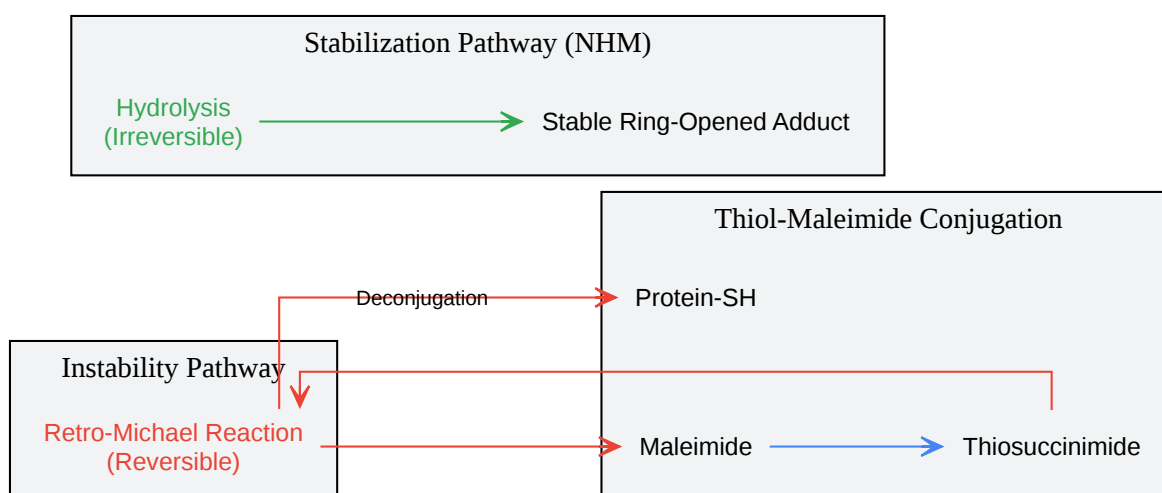 Stabilization Pathway (NHM)
Hydrolysis
(Irreversible)
Stable Ring-Opened Adduct
Thiol-Maleimide Conjugation
Deconjugation
Protein-SH
Instability Pathway
Retro-Michael Reaction
(Reversible)
Maleimide
Thiosuccinimide